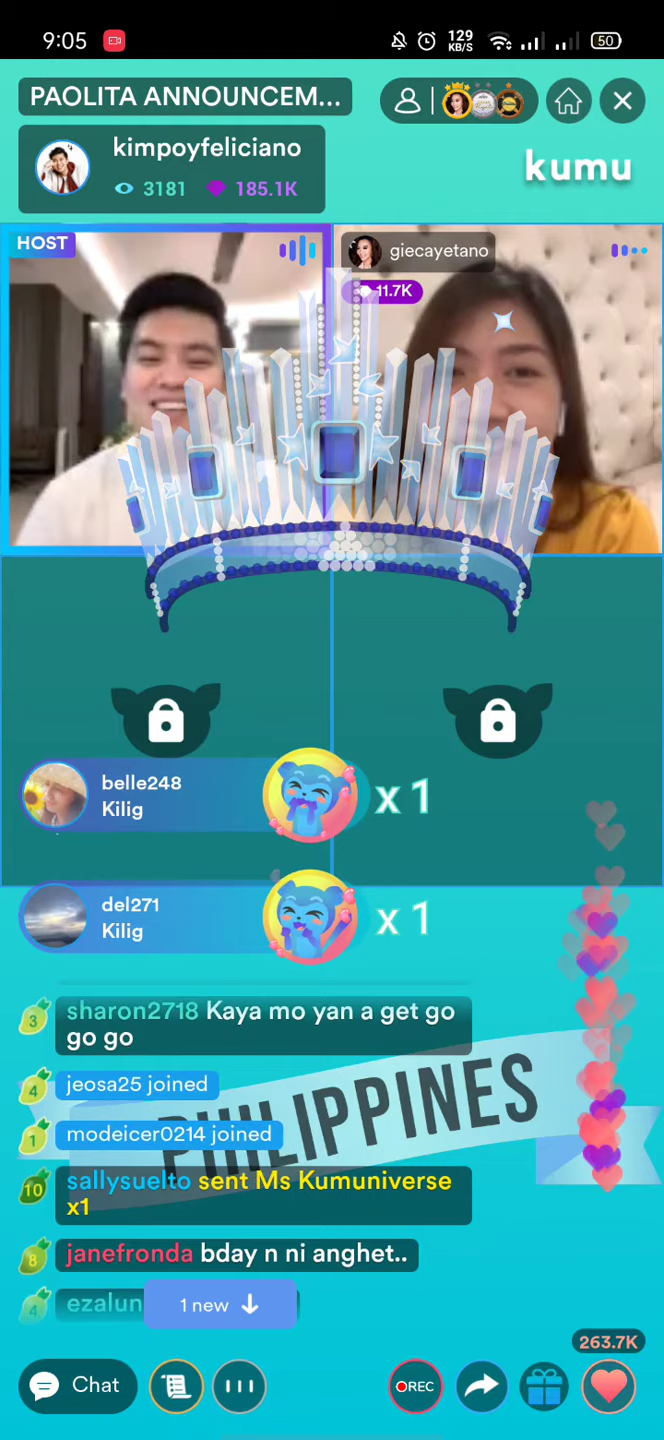 9:05
129
KB/S
50
PAOLITA ANNOUNCEM...
kimpoyfeliciano
3181 185.1K
kumu
HOST
giecayetano
11.7K
belle248
Kilig
x 1
del271
Kilig
x 1
3
sharon2718 Kaya mo yan a get go
go go
4
jeosa25 joined
PHILIPPINES
1
modeicer0214 joined
10
sallysuelto sent Ms Kumuniverse
x1
8
janefronda bday n ni anghet..
4
ezalun
1 new
263.7K
Chat
REC